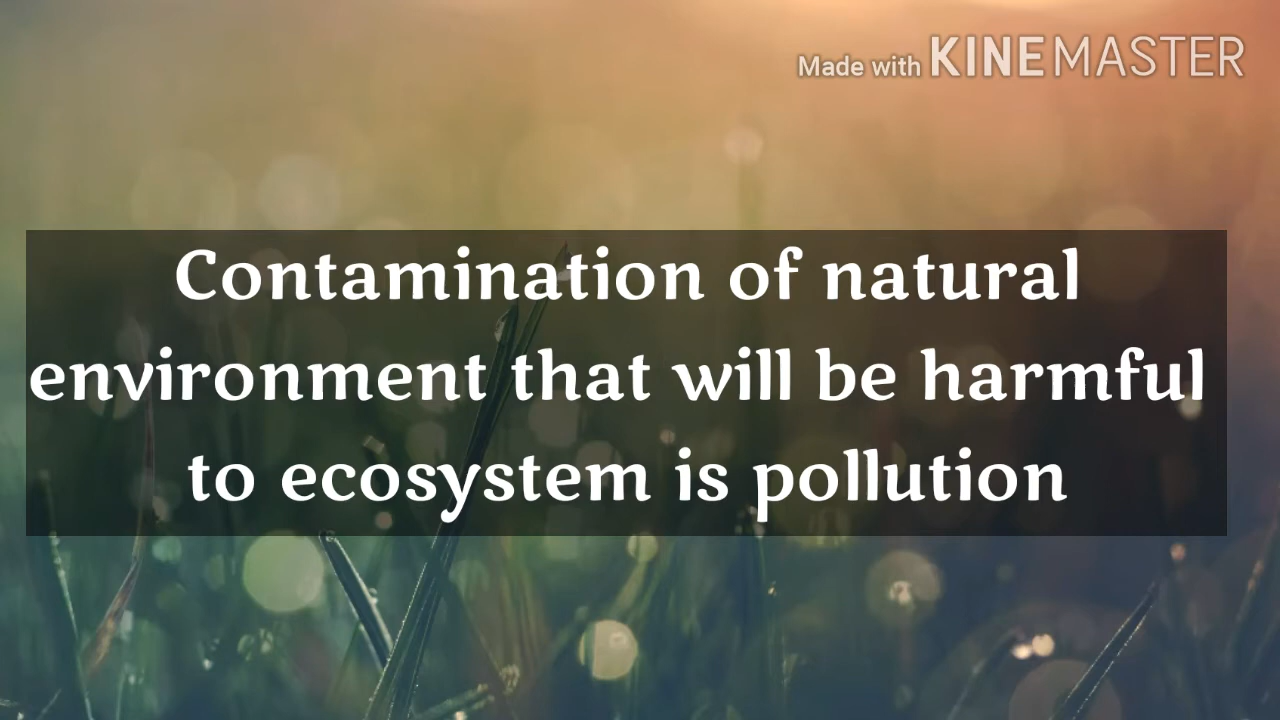 Made with KINEMASTER
Contamination of natural
environment that will be harmful
to ecosystem is pollution